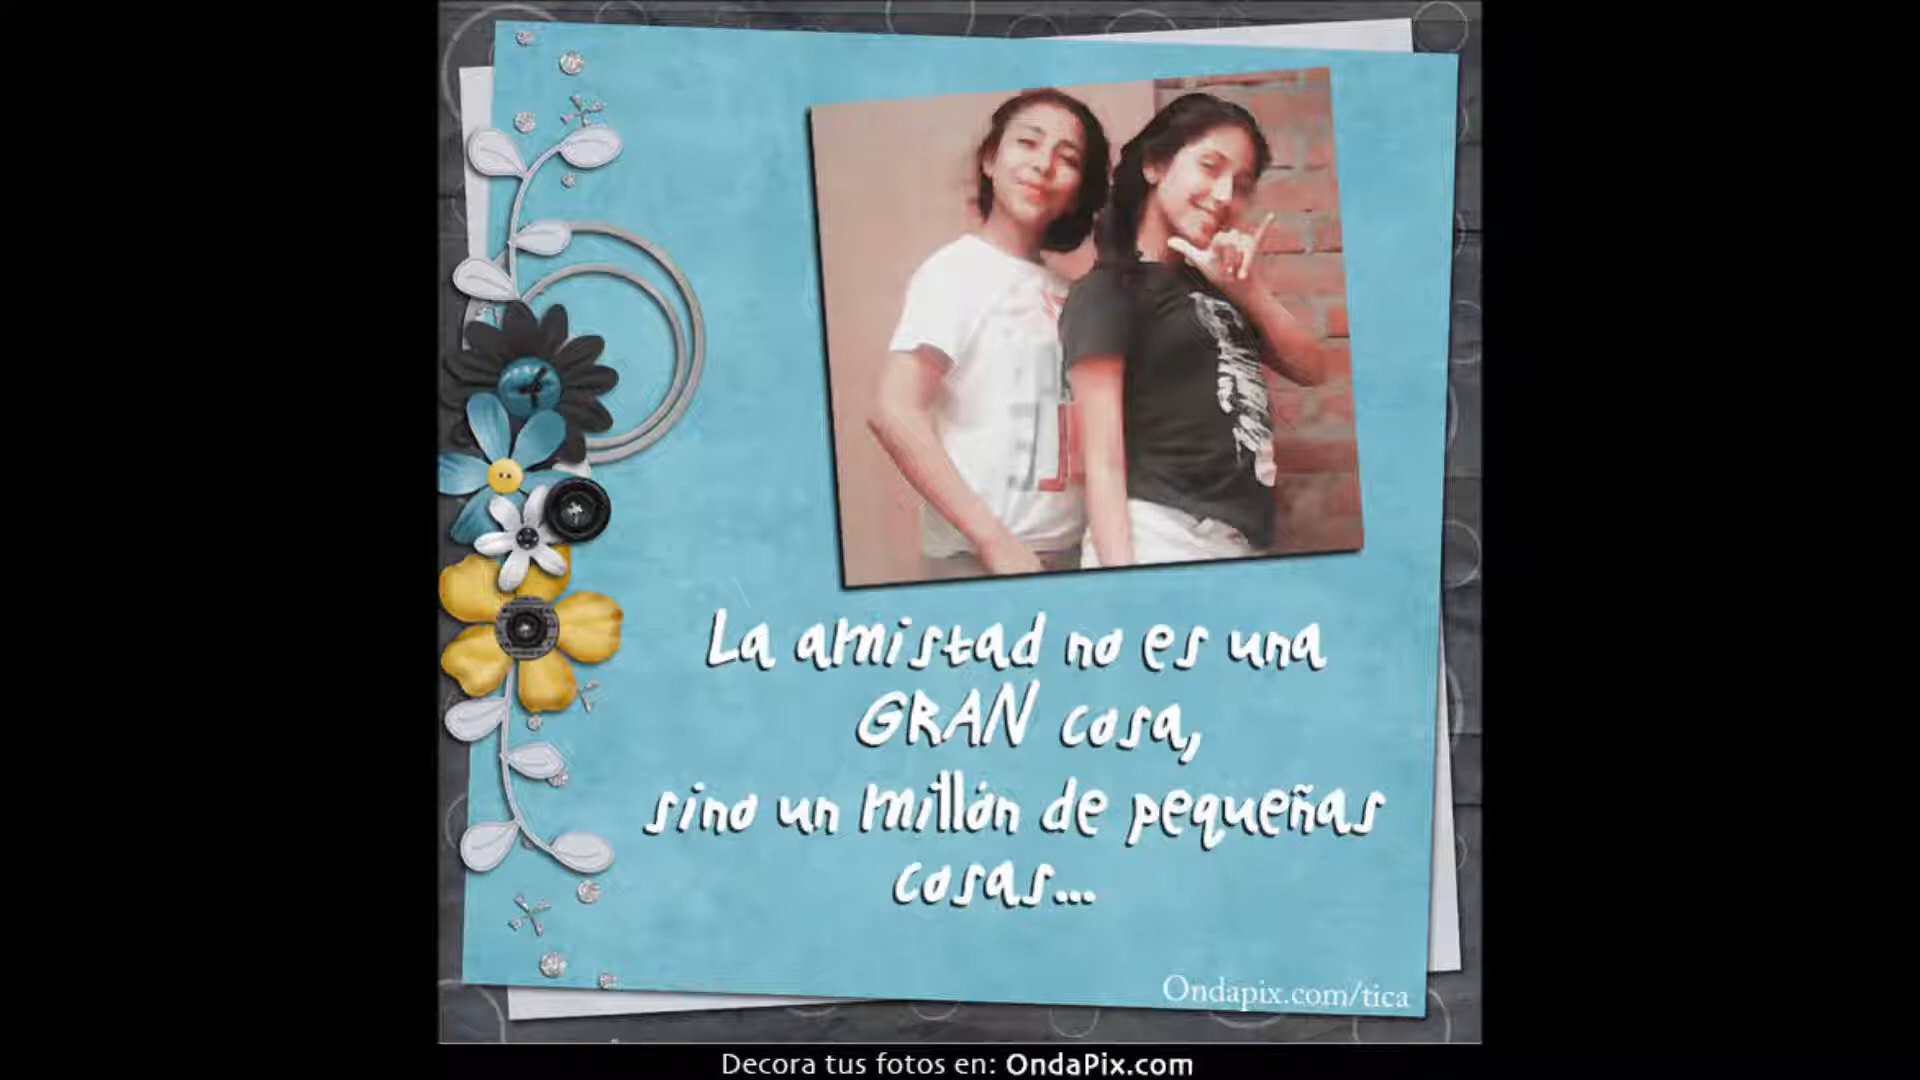 La amistad no es una
GRAN cosa,
sino un millón de pequeñas
cosas...
Ondapix.com/tica
Decora tus fotos en: OndaPix.com